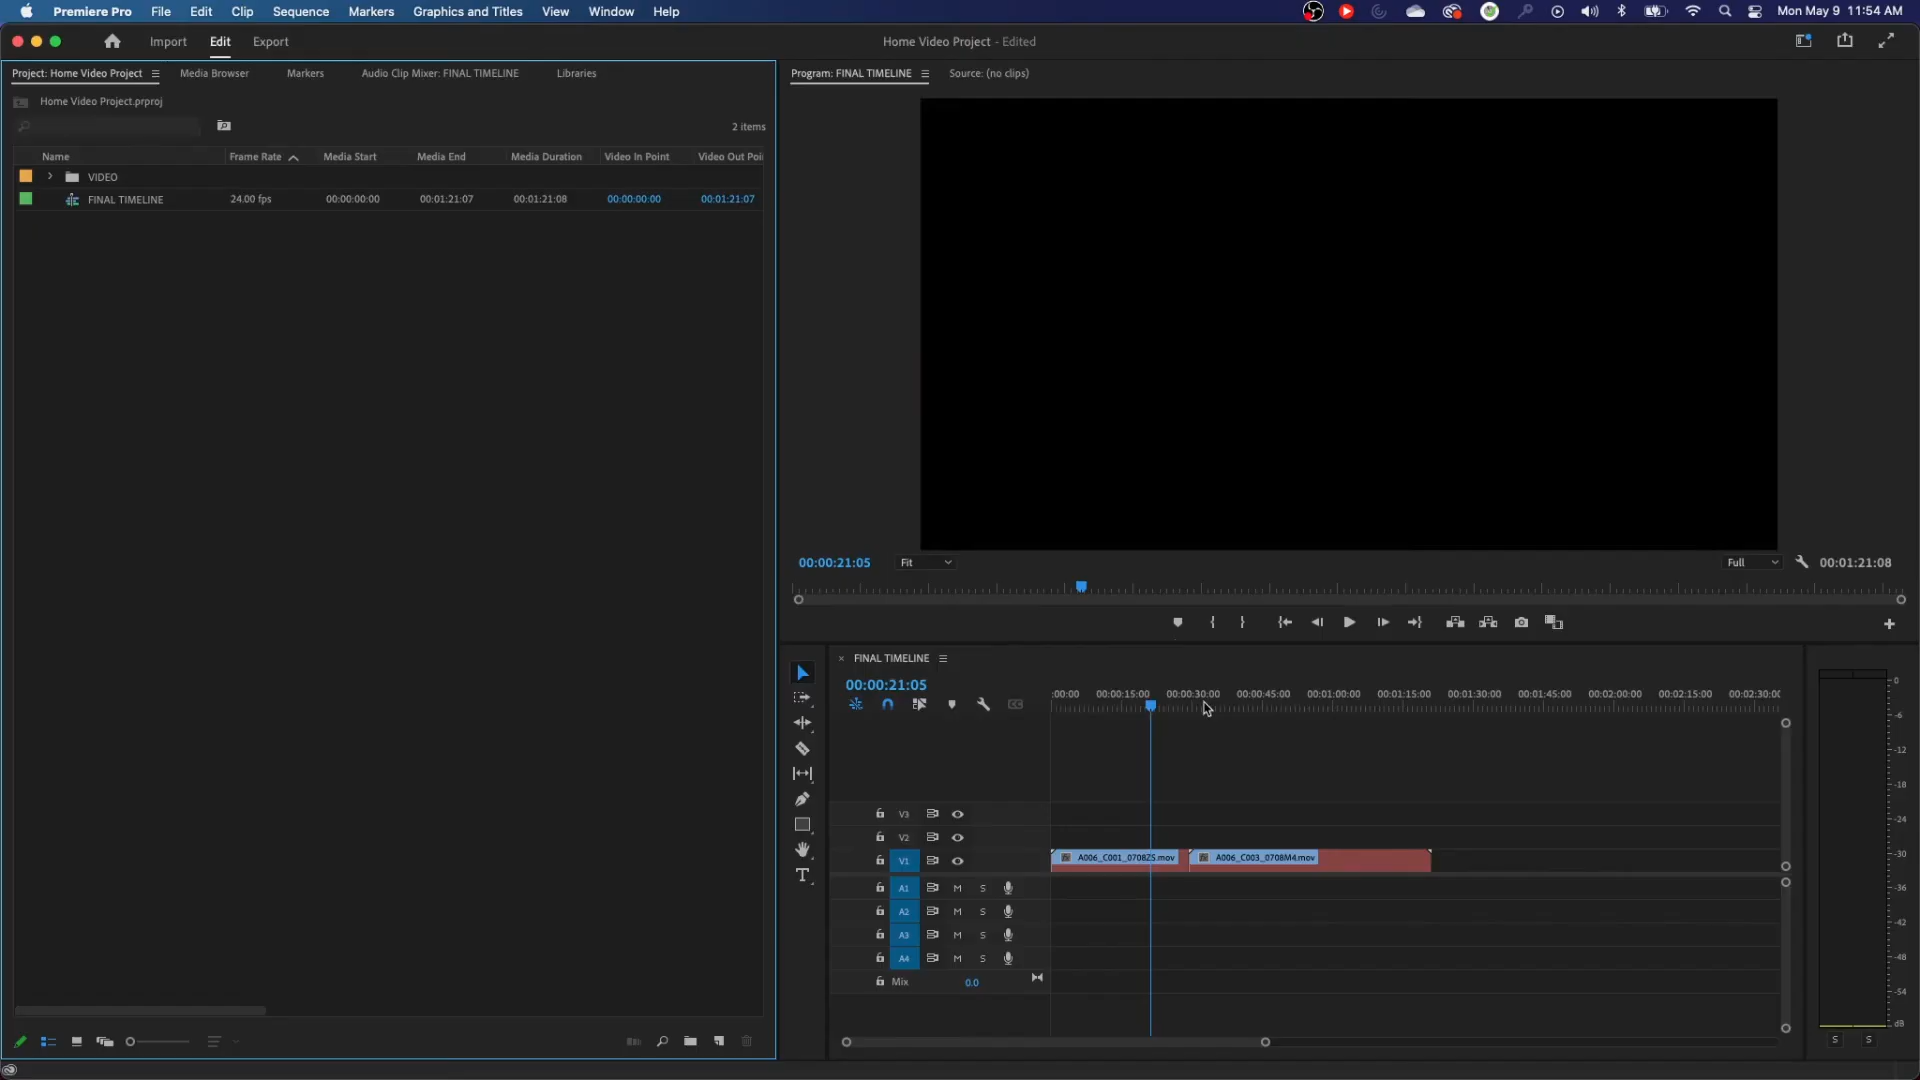 Premiere Pro File Edit Clip Sequence Markers Graphics and Titles View Window Help Mon May 9 11:54 AM
Import Edit Export Home Video Project - Edited
Project: Home Video Project Media Browser Markers Audio Clip Mixer: FINAL TIMELINE Libraries
Program: FINAL TIMELINE Source: (no clips)
Home Video Project.prproj
2 items
Name Frame Rate Media Start Media End Media Duration Video In Point Video Out Poi
VIDEO
FINAL TIMELINE 24.00 fps 00:00:00:00 00:01:21:07 00:01:21:08 00:00:00:00 00:01:21:07
00:00:21:05 Fit Full 00:01:21:08
FINAL TIMELINE
00:00:21:05
:00:00 00:00:15:00 00:00:30:00 00:00:45:00 00:01:00:00 00:01:15:00 00:01:30:00 00:01:45:00 00:02:00:00 00:02:15:00 00:02:30:00
V3
V2
V1 A006_C001_0708ZS.mov A006_C003_0708M4.mov
A1 M S
A2 M S
A3 M S
A4 M S
Mix 0.0
0
-6
-12
-18
-24
-30
-36
-42
-48
-54
dB
S S